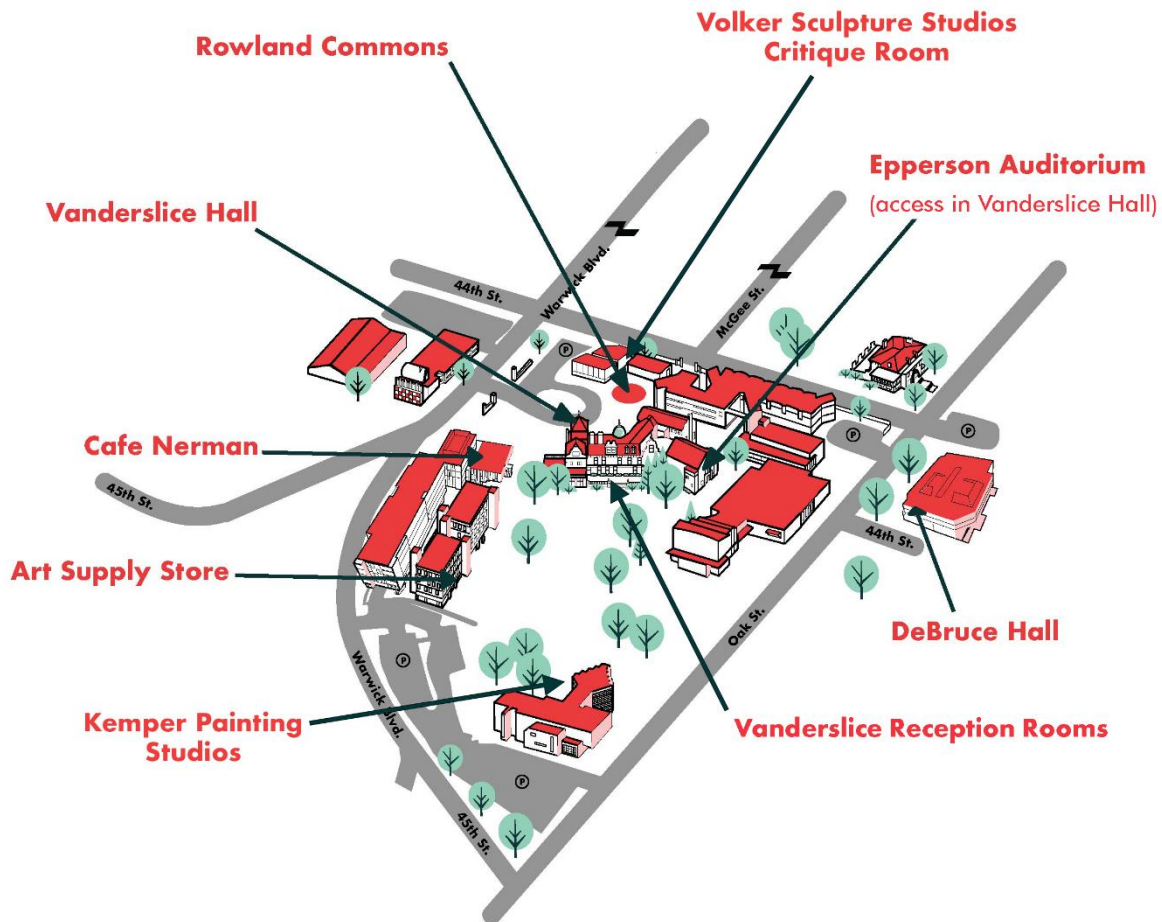 Volker Sculpture Studios
Critique Room
Rowland Commons
Epperson Auditorium
(access in Vanderslice Hall)
Vanderslice Hall
Warwick Blvd.
44th St.
McGee St.
P
P
P
Cafe Nerman
45th St.
44th St.
Art Supply Store
Oak St.
DeBruce Hall
P
Warwick Blvd.
Kemper Painting
Studios
Vanderslice Reception Rooms
P
45th St.